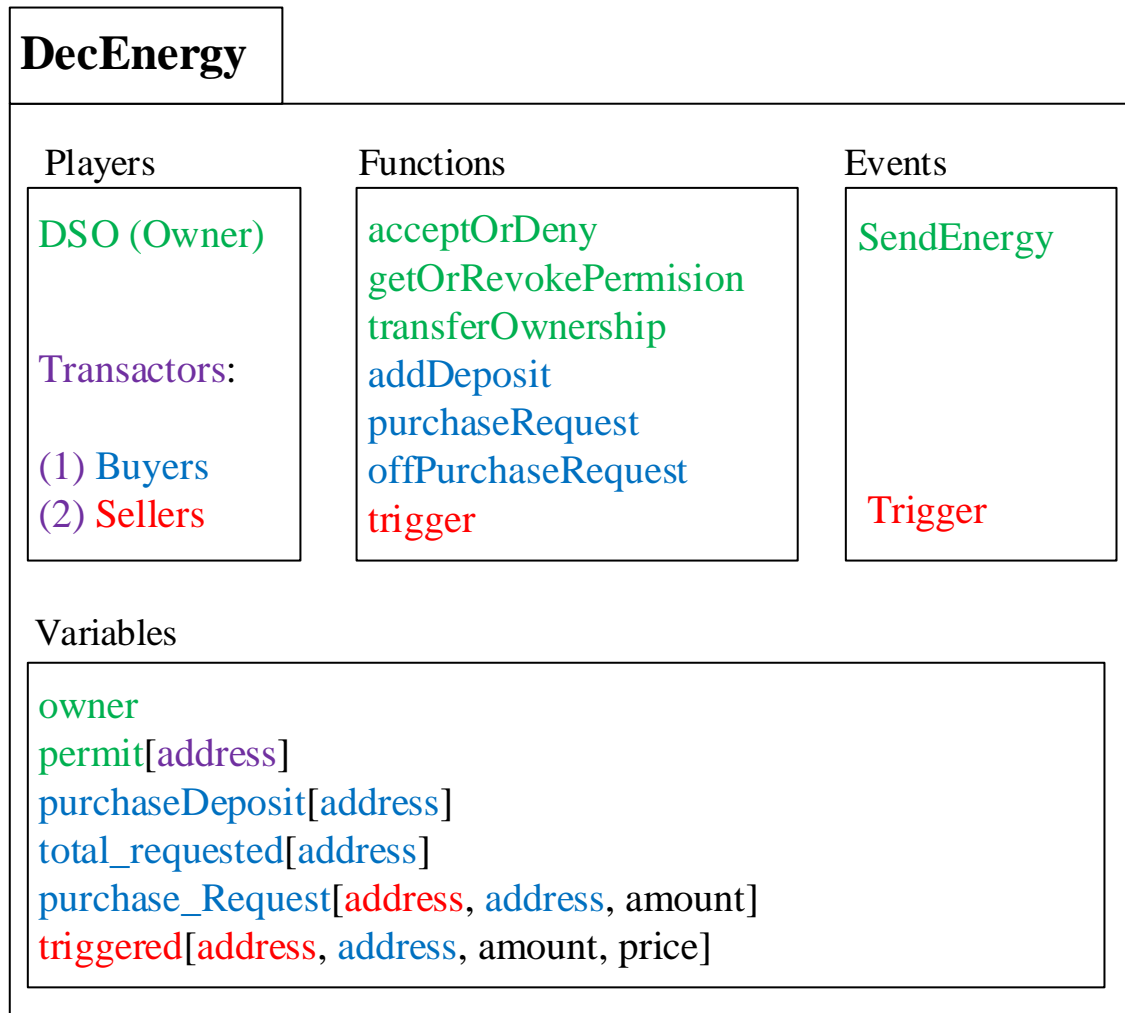 DecEnergy
Players
DSO (Owner)
Transactors:
(1) Buyers
(2) Sellers
Functions
acceptOrDeny
getOrRevokePermision
transferOwnership
addDeposit
purchaseRequest
offPurchaseRequest
trigger
Events
SendEnergy
Trigger
Variables
owner
permit[address]
purchaseDeposit[address]
total_requested[address]
purchase_Request[address, address, amount]
triggered[address, address, amount, price]